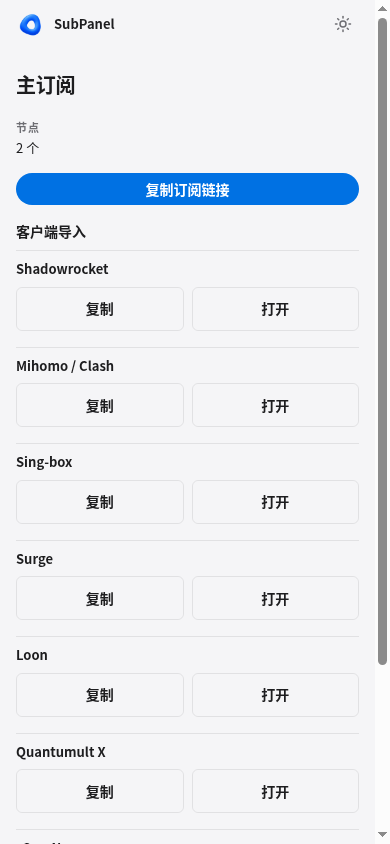 SubPanel
主订阅
节点
2 个
复制订阅链接
客户端导入
Shadowrocket
复制 打开
Mihomo / Clash
复制 打开
Sing-box
复制 打开
Surge
复制 打开
Loon
复制 打开
Quantumult X
复制 打开